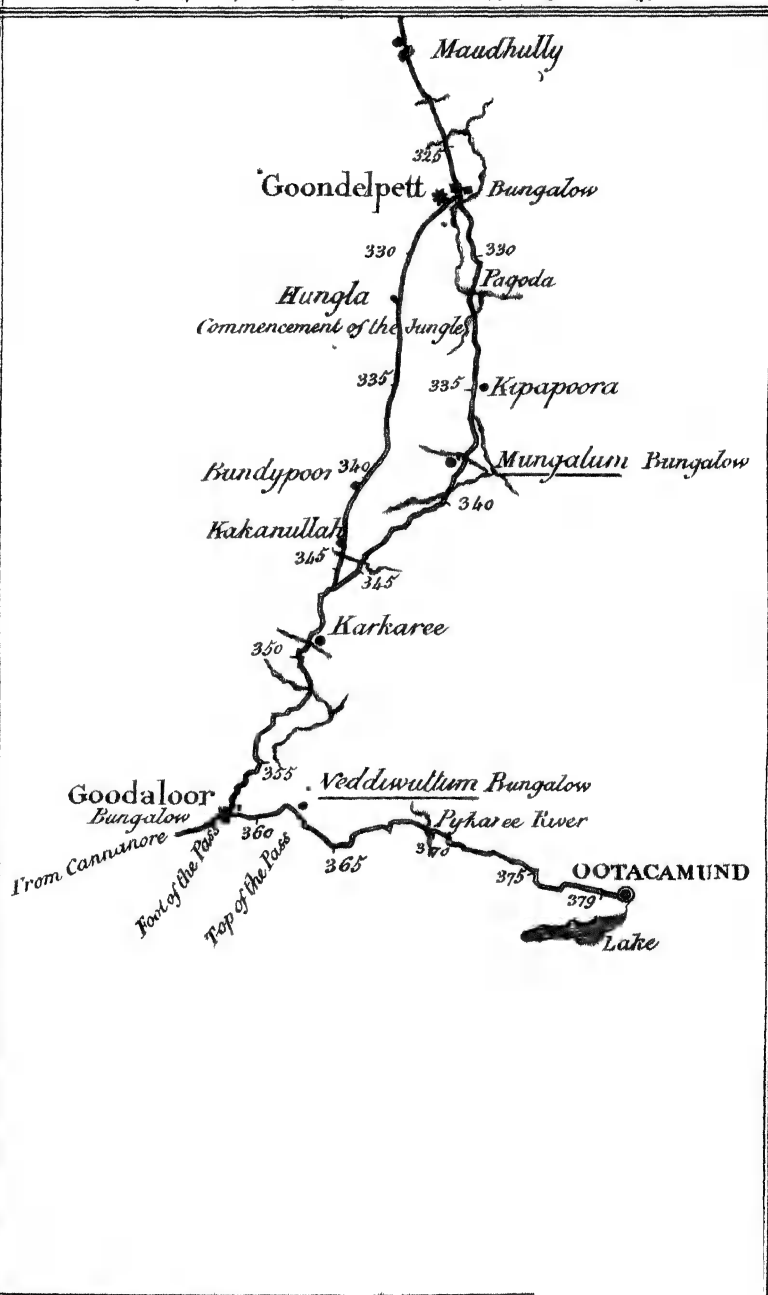 Maudhully
325
Goondelpett
Bungalow
330
330
Pagoda
Hungla
Commencement of the Jungle
335
335
Kipapoora
Bundypoor
340
Mungalum Bungalow
340
Kakanullah
345
345
Karkaree
350
355
Goodaloor
Bungalow
Neddiwuttum Bungalow
From Cannanore
Foot of the Pass
360
Top of the Pass
365
Pykaree River
370
375
OOTACAMUND
379
Lake